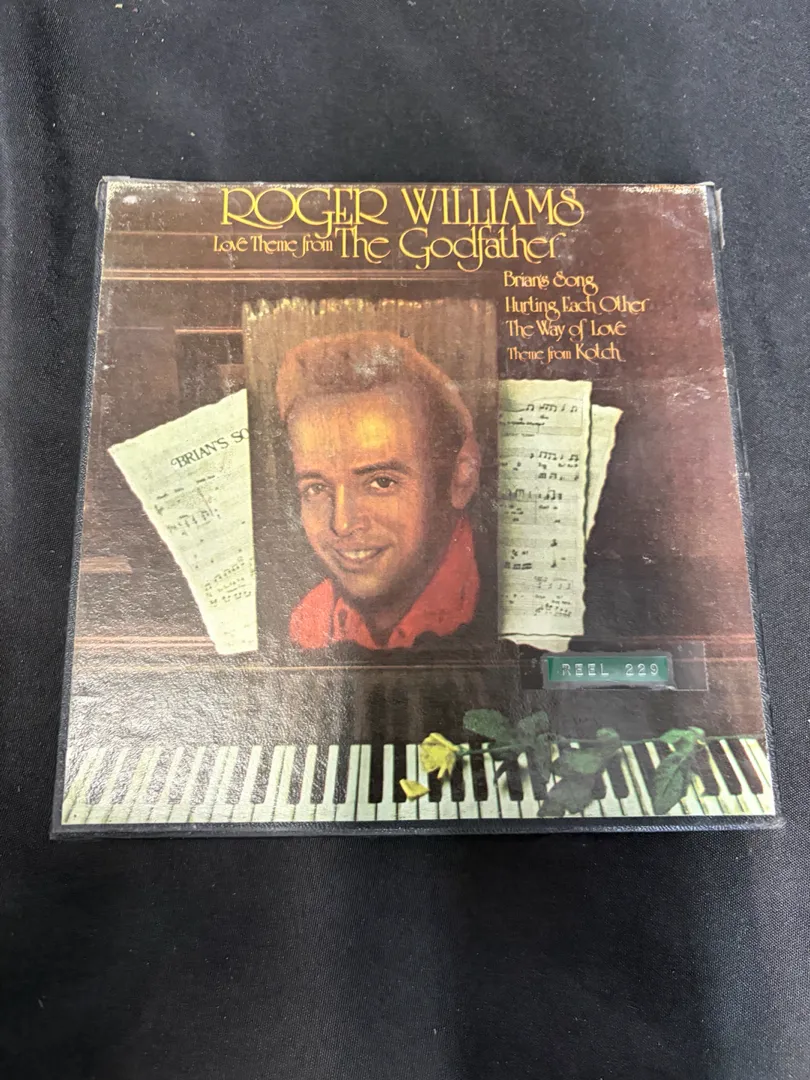 ROGER WILLIAMS
Love Theme from The Godfather
Brian's Song
Hurting Each Other
The Way of Love
Theme from Kotch
BRIAN'S SO
REEL 229